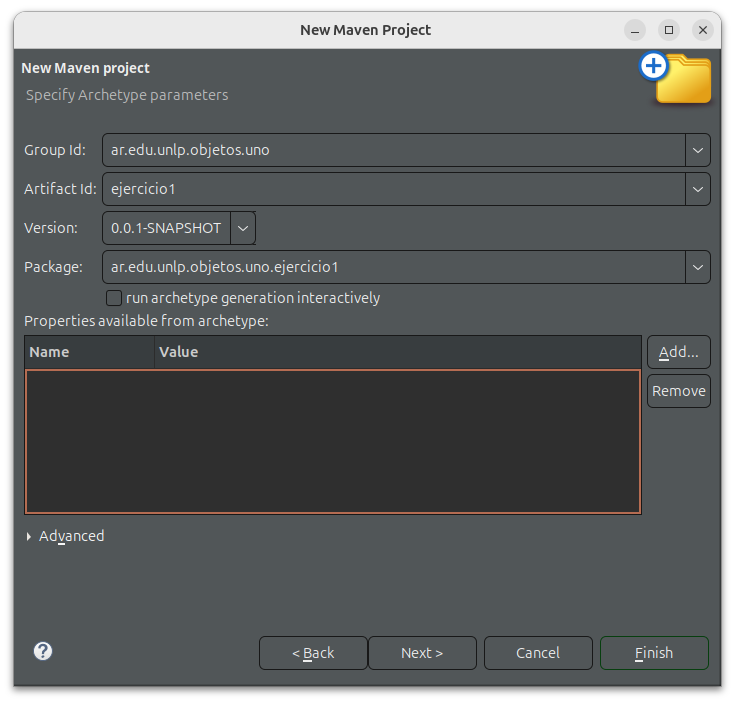 New Maven Project
New Maven project
Specify Archetype parameters
Group Id: ar.edu.unlp.objetos.uno
Artifact Id: ejercicio1
Version: 0.0.1-SNAPSHOT
Package: ar.edu.unlp.objetos.uno.ejercicio1
run archetype generation interactively
Properties available from archetype:
Name Value
Add...
Remove
Advanced
? < Back Next > Cancel Finish